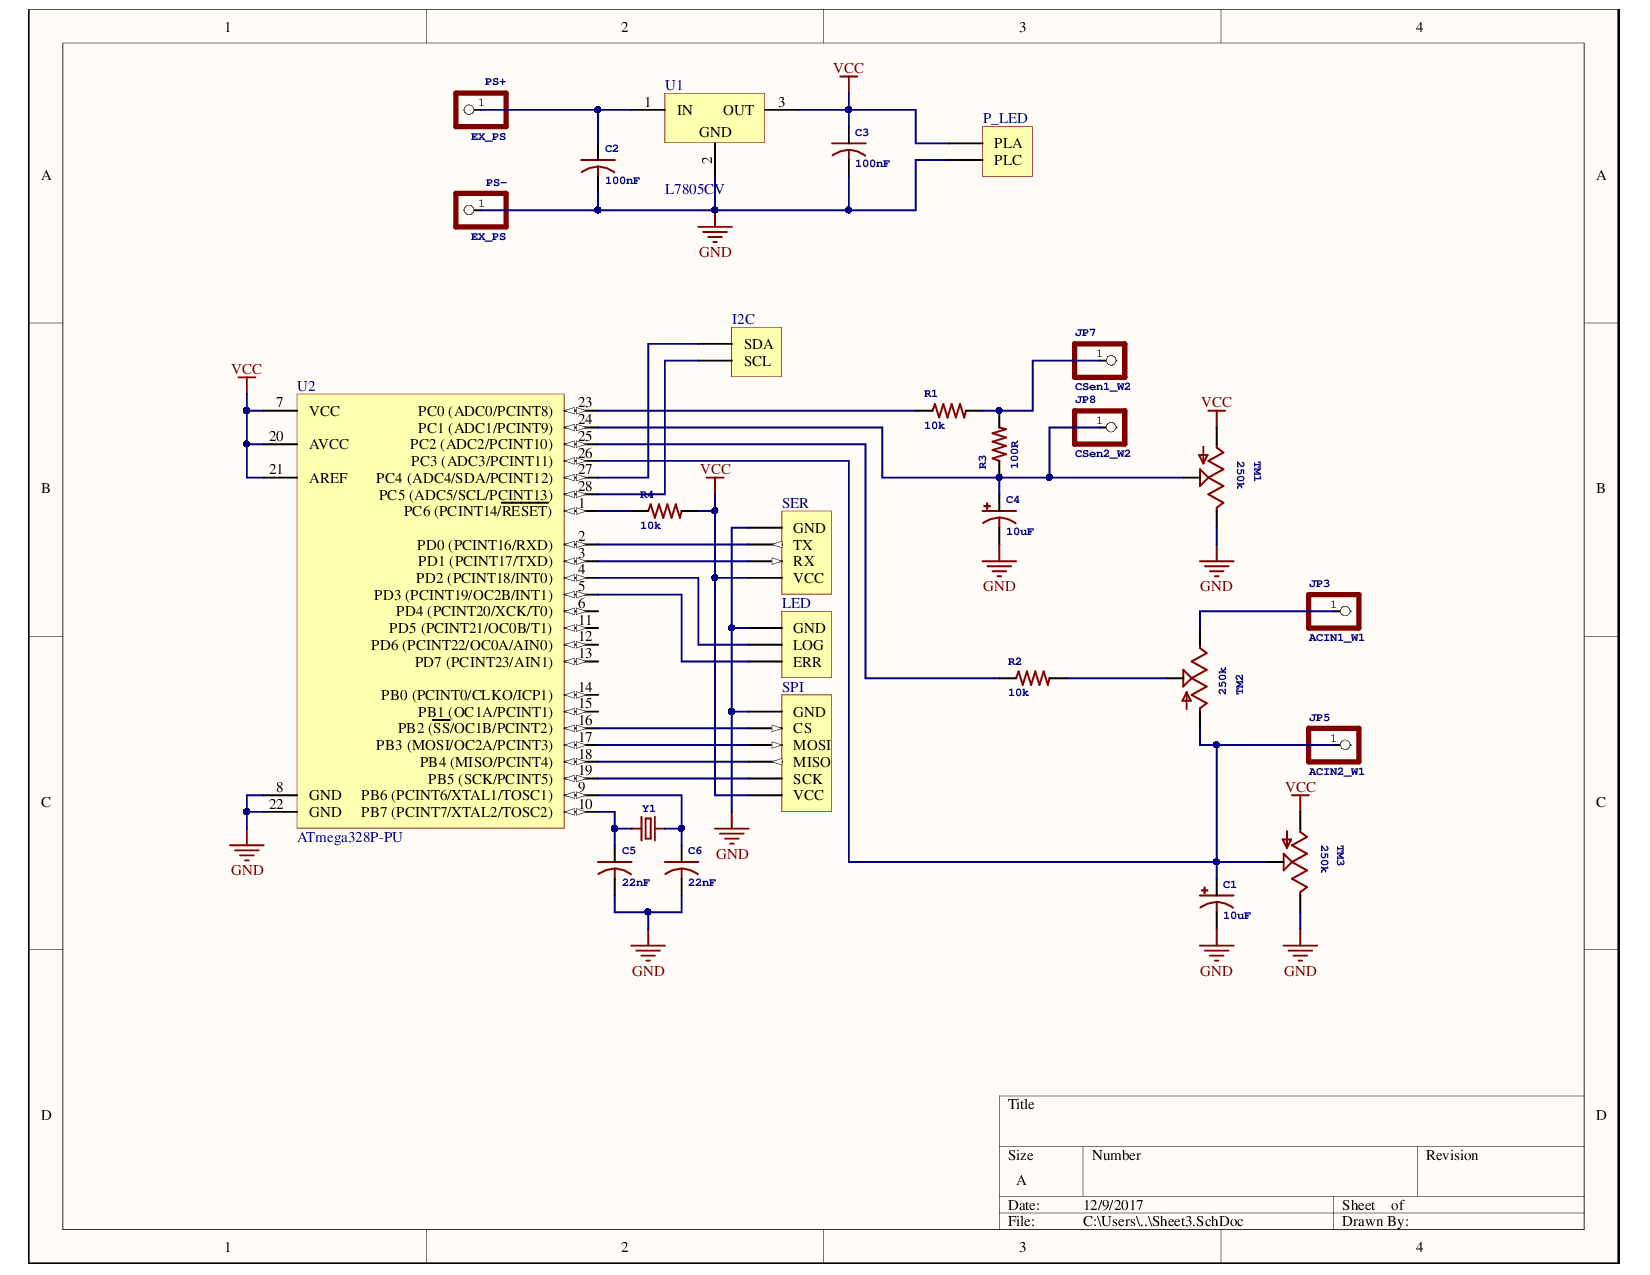 1 2 3 4
A A
B B
C C
D D
1 2 3 4
PS+
1
EX_PS
PS-
1
EX_PS
C2
100nF
U1
1 IN OUT 3
GND
2
L7805CV
VCC
C3
100nF
P_LED
PLA
PLC
GND
I2C
SDA
SCL
VCC
U2
7 VCC
20 AVCC
21 AREF
8 GND
22 GND
GND
PC0 (ADC0/PCINT8) 23
PC1 (ADC1/PCINT9) 24
PC2 (ADC2/PCINT10) 25
PC3 (ADC3/PCINT11) 26
PC4 (ADC4/SDA/PCINT12) 27
PC5 (ADC5/SCL/PCINT13) 28
PC6 (PCINT14/RESET) 1
PD0 (PCINT16/RXD) 2
PD1 (PCINT17/TXD) 3
PD2 (PCINT18/INT0) 4
PD3 (PCINT19/OC2B/INT1) 5
PD4 (PCINT20/XCK/T0) 6
PD5 (PCINT21/OC0B/T1) 11
PD6 (PCINT22/OC0A/AIN0) 12
PD7 (PCINT23/AIN1) 13
PB0 (PCINT0/CLKO/ICP1) 14
PB1 (OC1A/PCINT1) 15
PB2 (SS/OC1B/PCINT2) 16
PB3 (MOSI/OC2A/PCINT3) 17
PB4 (MISO/PCINT4) 18
PB5 (SCK/PCINT5) 19
PB6 (PCINT6/XTAL1/TOSC1) 9
PB7 (PCINT7/XTAL2/TOSC2) 10
ATmega328P-PU
R4
10k
VCC
SER
GND
TX
RX
VCC
LED
GND
LOG
ERR
SPI
GND
CS
MOSI
MISO
SCK
VCC
GND
Y1
C5
22nF
C6
22nF
GND
R1
10k
R3
100R
C4
10uF
GND
JP7
1
CSen1_W2
JP8
1
CSen2_W2
VCC
TM1
250k
GND
JP3
1
ACIN1_W1
R2
10k
TM2
250k
JP5
1
ACIN2_W1
VCC
TM3
250k
C1
10uF
GND
GND
Title
Size Number Revision
A
Date: 12/9/2017 Sheet of
File: C:\Users\..\Sheet3.SchDoc Drawn By: